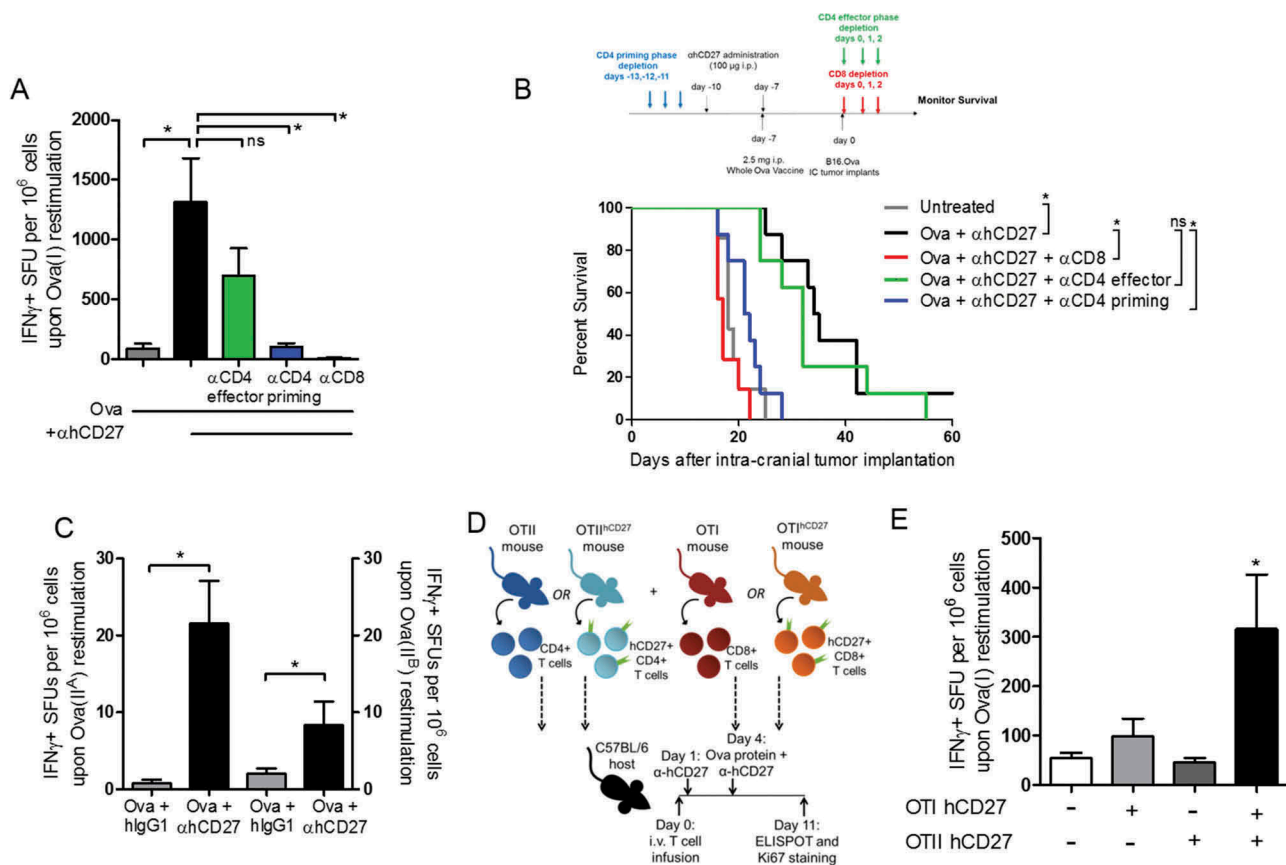 A
IFNγ+ SFU per 10⁶ cells
upon Ova(I) restimulation
2000
1500
1000
500
0
*
ns
*
*
αCD4 αCD4 αCD8
effector priming
Ova
+αhCD27
B
CD4 priming phase
depletion
days -13,-12,-11
αhCD27 administration
(100 µg i.p.)
day -10
day -7
CD4 effector phase
depletion
days 0, 1, 2
CD8 depletion
days 0, 1, 2
Monitor Survival
day -7
day 0
2.5 mg i.p.
Whole Ova Vaccine
B16.Ova
IC tumor implants
Percent Survival
100
80
60
40
20
0
0 20 40 60
Days after intra-cranial tumor implantation
Untreated
Ova + αhCD27
Ova + αhCD27 + αCD8
Ova + αhCD27 + αCD4 effector
Ova + αhCD27 + αCD4 priming
* * ns *
C
IFNγ+ SFUs per 10⁶ cells
upon Ova(IIᴬ) restimulation
30
20
10
0
*
*
30
20
10
0
IFNγ+ SFUs per 10⁶ cells
upon Ova(IIᴮ) restimulation
Ova + Ova + Ova + Ova +
hIgG1 αhCD27 hIgG1 αhCD27
D
OTII
mouse
OTIIhCD27
mouse
OTI
mouse
OTIhCD27
mouse
OR + OR
CD4+
T cells
hCD27+
CD4+
T cells
CD8+
T cells
hCD27+
CD8+
T cells
C57BL/6
host
Day 1:
α-hCD27
Day 4:
Ova protein +
α-hCD27
Day 0:
i.v. T cell
infusion
Day 11:
ELISPOT and
Ki67 staining
E
IFNγ+ SFU per 10⁶ cells
upon Ova(I) restimulation
500
400
300
200
100
0
*
OTI hCD27 - + - +
OTII hCD27 - - + +